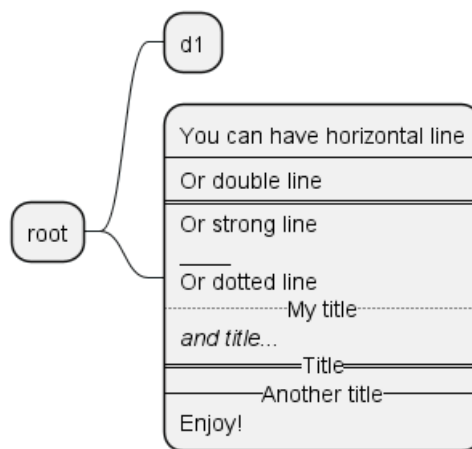 d1
root
You can have horizontal line
Or double line
Or strong line
____
Or dotted line
My title
and title...
Title
Another title
Enjoy!